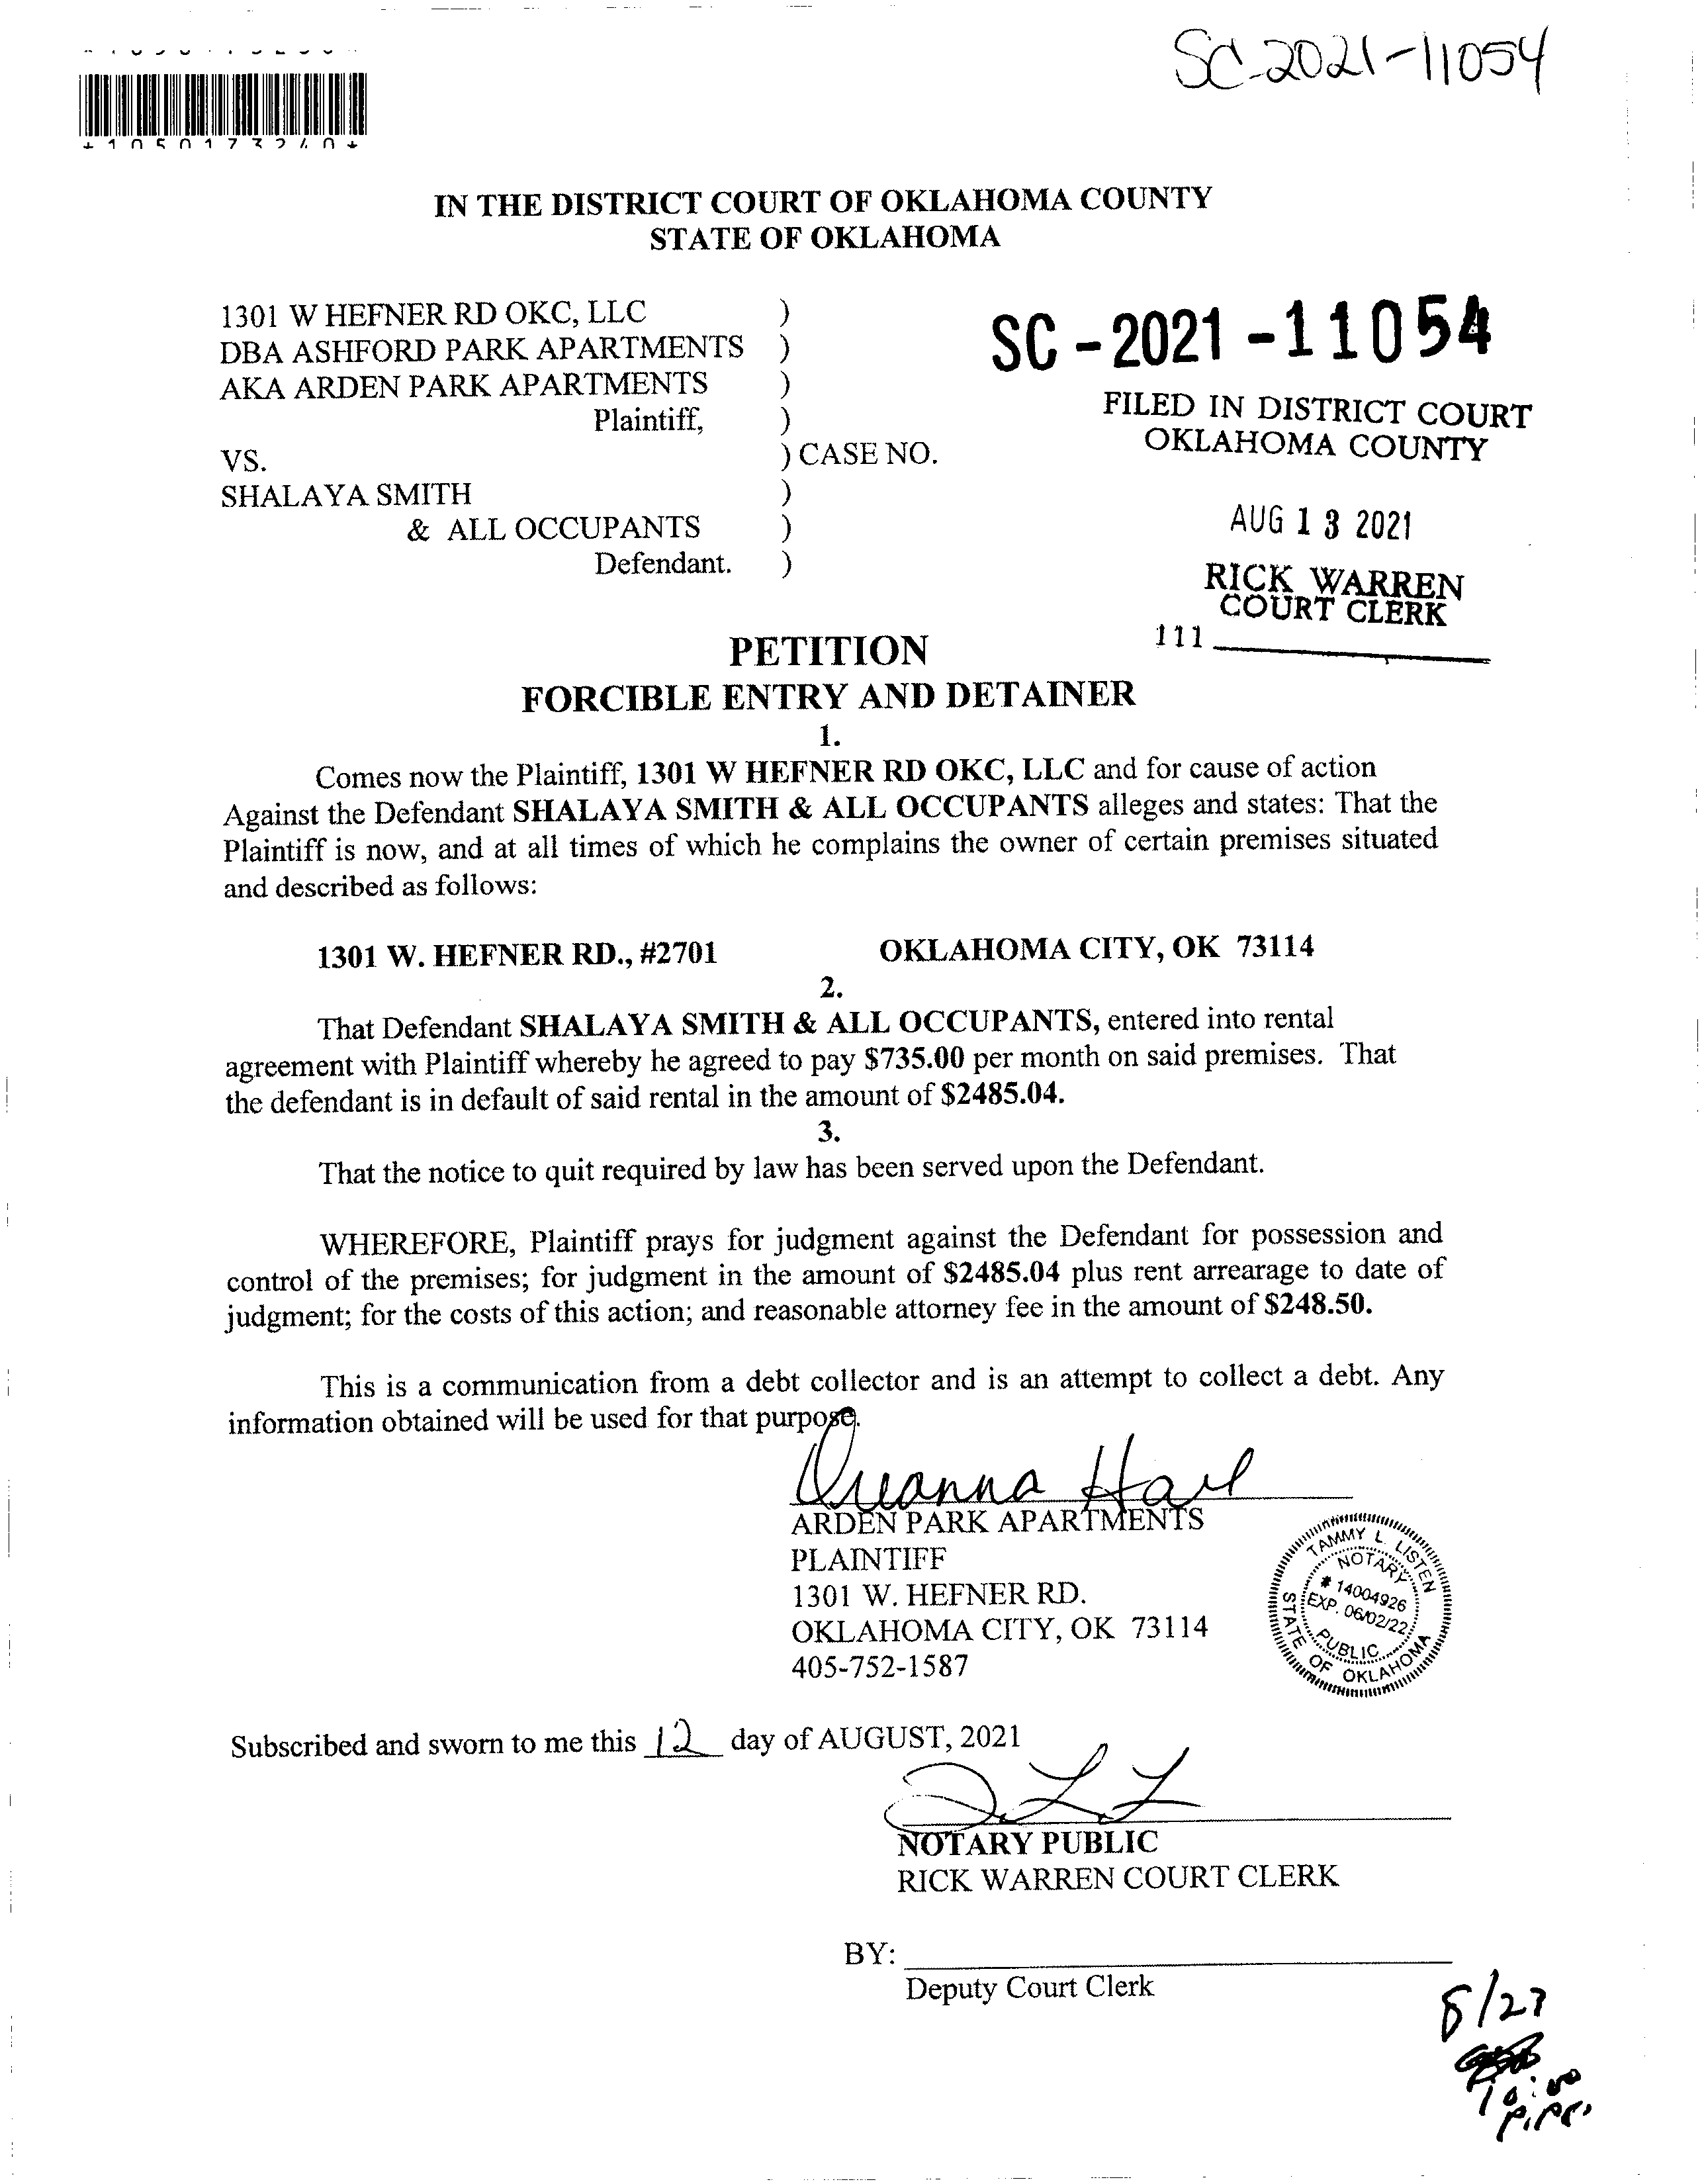 SC-2021-11054
*1050173240*
IN THE DISTRICT COURT OF OKLAHOMA COUNTY
STATE OF OKLAHOMA
1301 W HEFNER RD OKC, LLC )
DBA ASHFORD PARK APARTMENTS )
AKA ARDEN PARK APARTMENTS )
Plaintiff, )
VS. ) CASE NO.
SHALAYA SMITH )
& ALL OCCUPANTS )
Defendant. )
SC-2021-11054
FILED IN DISTRICT COURT
OKLAHOMA COUNTY
AUG 13 2021
RICK WARREN
COURT CLERK
111
PETITION
FORCIBLE ENTRY AND DETAINER
1.
Comes now the Plaintiff, 1301 W HEFNER RD OKC, LLC and for cause of action
Against the Defendant SHALAYA SMITH & ALL OCCUPANTS alleges and states: That the
Plaintiff is now, and at all times of which he complains the owner of certain premises situated
and described as follows:
1301 W. HEFNER RD., #2701 OKLAHOMA CITY, OK 73114
2.
That Defendant SHALAYA SMITH & ALL OCCUPANTS, entered into rental
agreement with Plaintiff whereby he agreed to pay $735.00 per month on said premises. That
the defendant is in default of said rental in the amount of $2485.04.
3.
That the notice to quit required by law has been served upon the Defendant.
WHEREFORE, Plaintiff prays for judgment against the Defendant for possession and
control of the premises; for judgment in the amount of $2485.04 plus rent arrearage to date of
judgment; for the costs of this action; and reasonable attorney fee in the amount of $248.50.
This is a communication from a debt collector and is an attempt to collect a debt. Any
information obtained will be used for that purpose.
ARDEN PARK APARTMENTS
PLAINTIFF
1301 W. HEFNER RD.
OKLAHOMA CITY, OK 73114
405-752-1587
TAMMY L. LISTEN
NOTARY
# 14004926
EXP. 06/02/22
PUBLIC
STATE OF OKLAHOMA
Subscribed and sworn to me this 12 day of AUGUST, 2021
NOTARY PUBLIC
RICK WARREN COURT CLERK
BY:
Deputy Court Clerk
8/27
10:00